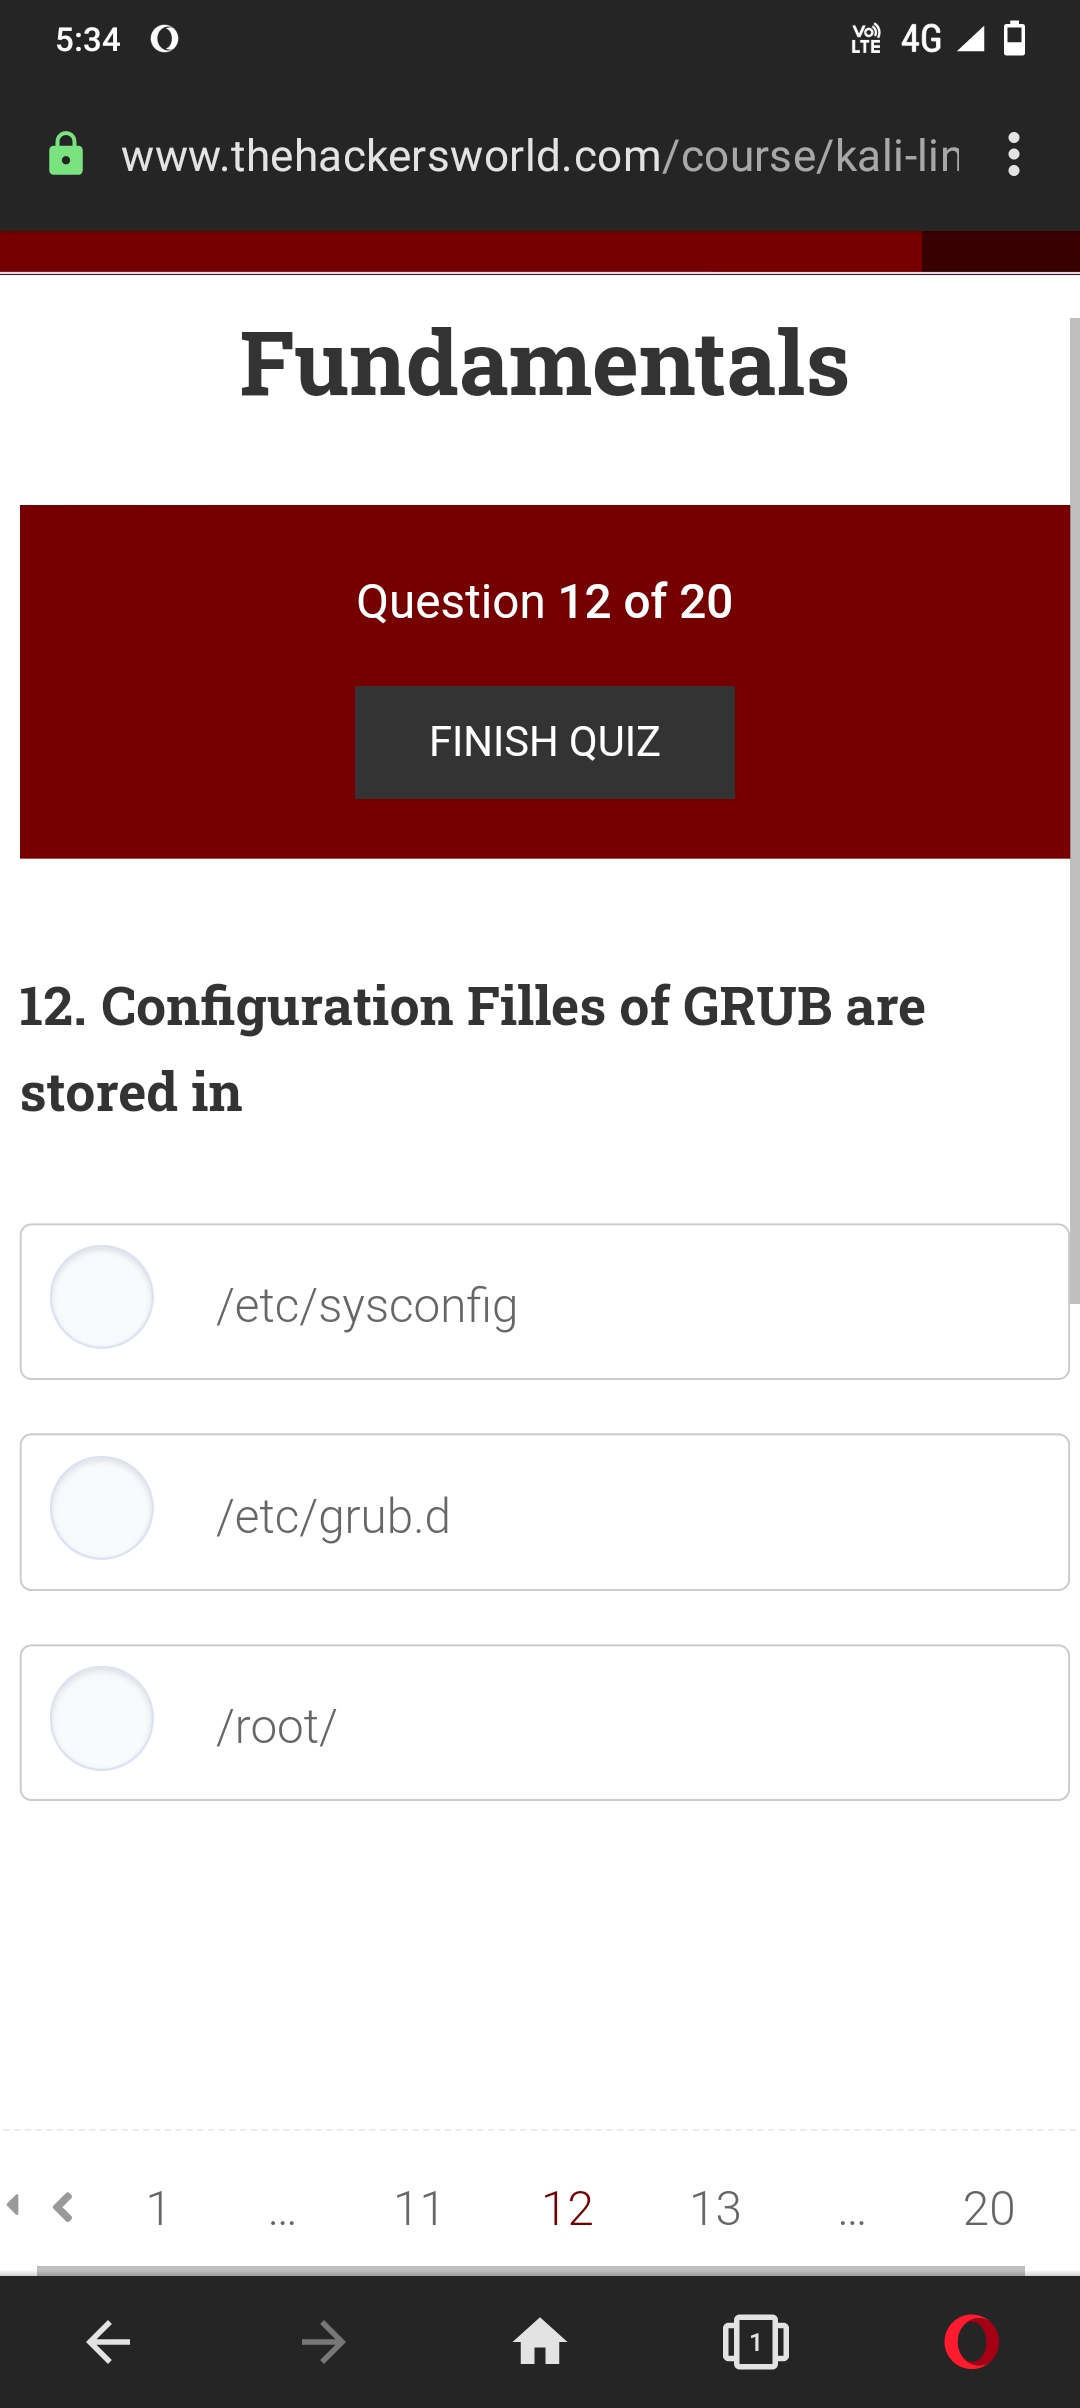 5:34
Vo)) LTE 4G
www.thehackersworld.com/course/kali-lin
Fundamentals
Question 12 of 20
FINISH QUIZ
12. Configuration Filles of GRUB are
stored in
/etc/sysconfig
/etc/grub.d
/root/
1 ... 11 12 13 ... 20
1